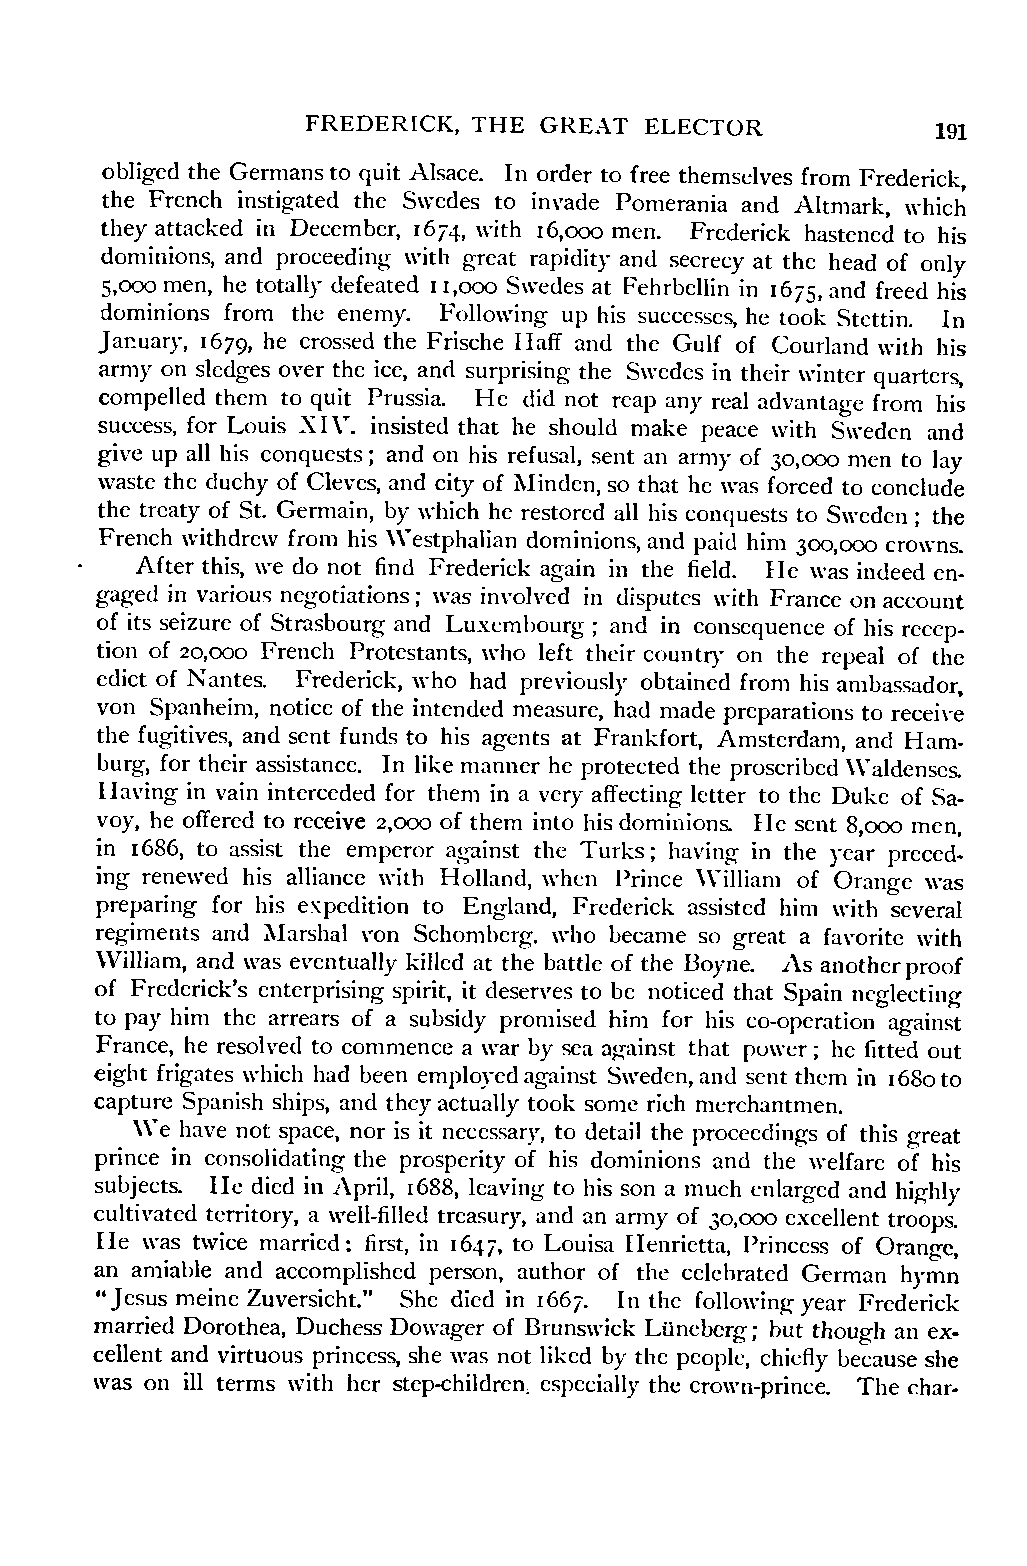 FREDERICK, THE GREAT ELECTOR 191
obliged the Germans to quit Alsace. In order to free themselves from Frederick,
the French instigated the Swedes to invade Pomerania and Altmark, which
they attacked in December, 1674, with 16,000 men. Frederick hastened to his
dominions, and proceeding with great rapidity and secrecy at the head of only
5,000 men, he totally defeated 11,000 Swedes at Fehrbellin in 1675, and freed his
dominions from the enemy. Following up his successes, he took Stettin. In
January, 1679, he crossed the Frische Haff and the Gulf of Courland with his
army on sledges over the ice, and surprising the Swedes in their winter quarters,
compelled them to quit Prussia. He did not reap any real advantage from his
success, for Louis XIV. insisted that he should make peace with Sweden and
give up all his conquests; and on his refusal, sent an army of 30,000 men to lay
waste the duchy of Cleves, and city of Minden, so that he was forced to conclude
the treaty of St. Germain, by which he restored all his conquests to Sweden; the
French withdrew from his Westphalian dominions, and paid him 300,000 crowns.
After this, we do not find Frederick again in the field. He was indeed en-
gaged in various negotiations; was involved in disputes with France on account
of its seizure of Strasbourg and Luxembourg; and in consequence of his recep-
tion of 20,000 French Protestants, who left their country on the repeal of the
edict of Nantes. Frederick, who had previously obtained from his ambassador,
von Spanheim, notice of the intended measure, had made preparations to receive
the fugitives, and sent funds to his agents at Frankfort, Amsterdam, and Ham-
burg, for their assistance. In like manner he protected the proscribed Waldenses.
Having in vain interceded for them in a very affecting letter to the Duke of Sa-
voy, he offered to receive 2,000 of them into his dominions. He sent 8,000 men,
in 1686, to assist the emperor against the Turks; having in the year preced-
ing renewed his alliance with Holland, when Prince William of Orange was
preparing for his expedition to England, Frederick assisted him with several
regiments and Marshal von Schomberg, who became so great a favorite with
William, and was eventually killed at the battle of the Boyne. As another proof
of Frederick's enterprising spirit, it deserves to be noticed that Spain neglecting
to pay him the arrears of a subsidy promised him for his co-operation against
France, he resolved to commence a war by sea against that power; he fitted out
eight frigates which had been employed against Sweden, and sent them in 1680 to
capture Spanish ships, and they actually took some rich merchantmen.
We have not space, nor is it necessary, to detail the proceedings of this great
prince in consolidating the prosperity of his dominions and the welfare of his
subjects. He died in April, 1688, leaving to his son a much enlarged and highly
cultivated territory, a well-filled treasury, and an army of 30,000 excellent troops.
He was twice married: first, in 1647, to Louisa Henrietta, Princess of Orange,
an amiable and accomplished person, author of the celebrated German hymn
"Jesus meine Zuversicht." She died in 1667. In the following year Frederick
married Dorothea, Duchess Dowager of Brunswick Lüneberg; but though an ex-
cellent and virtuous princess, she was not liked by the people, chiefly because she
was on ill terms with her step-children, especially the crown-prince. The char-